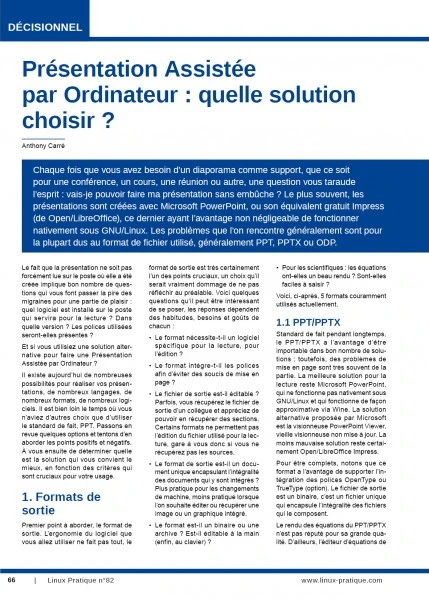 DÉCISIONNEL
Présentation Assistée
par Ordinateur : quelle solution
choisir ?
Anthony Carré
Chaque fois que vous avez besoin d'un diaporama comme support, que ce soit
pour une conférence, un cours, une réunion ou autre, une question vous taraude
l'esprit : vais-je pouvoir faire ma présentation sans embûche ? Le plus souvent, les
présentations sont créées avec Microsoft PowerPoint, ou son équivalent gratuit Impress
(de Open/LibreOffice), ce dernier ayant l'avantage non négligeable de fonctionner
nativement sous GNU/Linux. Les problèmes que l'on rencontre généralement sont pour
la plupart dus au format de fichier utilisé, généralement PPT, PPTX ou ODP.
Le fait que la présentation ne soit pas
forcément lue sur le poste où elle a été
créée implique bon nombre de ques-
tions qui vous font passer la pire des
migraines pour une partie de plaisir :
quel logiciel est installé sur le poste
qui servira pour la lecture ? Dans
quelle version ? Les polices utilisées
seront-elles présentes ?
Et si vous utilisiez une solution alter-
native pour faire une Présentation
Assistée par Ordinateur ?
Il existe aujourd'hui de nombreuses
possibilités pour réaliser vos présen-
tations, de nombreux langages, de
nombreux formats, de nombreux logi-
ciels. Il est bien loin le temps où vous
n'aviez d'autres choix que d'utiliser
le standard de fait, PPT. Passons en
revue quelques options et tentons d'en
aborder les points positifs et négatifs.
À vous ensuite de déterminer quelle
est la solution qui vous convient le
mieux, en fonction des critères qui
sont cruciaux pour votre usage.
1. Formats de
sortie
Premier point à aborder, le format de
sortie. L'ergonomie du logiciel que
vous allez utiliser ne fait pas tout, le
format de sortie est très certainement
l'un des points cruciaux, un choix qu'il
serait vraiment dommage de ne pas
réfléchir au préalable. Voici quelques
questions qu'il peut être intéressant
de se poser, les réponses dépendent
des habitudes, besoins et goûts de
chacun :
• Le format nécessite-t-il un logiciel
spécifique pour la lecture, pour
l'édition ?
• Le format intègre-t-il les polices
afin d'éviter des soucis de mise en
page ?
• Le fichier de sortie est-il éditable ?
Parfois, vous récupérez le fichier de
sortie d'un collègue et appréciez de
pouvoir en récupérer des sections.
Certains formats ne permettent pas
l'édition du fichier utilisé pour la lec-
ture, gare à vous donc si vous ne
récupérez pas les sources.
• Le format de sortie est-il un docu-
ment unique encapsulant l'intégralité
des documents qui y sont intégrés ?
Plus pratique pour les changements
de machine, moins pratique lorsque
l'on souhaite éditer ou récupérer une
image ou un graphique intégré.
• Le format est-il un binaire ou une
archive ? Est-il éditable à la main
(enfin, au clavier) ?
• Pour les scientifiques : les équations
ont-elles un beau rendu ? Sont-elles
faciles à saisir ?
Voici, ci-après, 5 formats couramment
utilisés actuellement.
1.1 PPT/PPTX
Standard de fait pendant longtemps,
le PPT/PPTX a l'avantage d'être
importable dans bon nombre de solu-
tions ; toutefois, des problèmes de
mise en page sont très souvent de la
partie. La meilleure solution pour la
lecture reste Microsoft PowerPoint,
qui ne fonctionne pas nativement sous
GNU/Linux et qui fonctionne de façon
approximative via Wine. La solution
alternative proposée par Microsoft
est la visionneuse PowerPoint Viewer,
vieille visionneuse non mise à jour. La
moins mauvaise solution reste certai-
nement Open/LibreOffice Impress.
Pour être complets, notons que ce
format a l'avantage de supporter l'in-
tégration des polices OpenType ou
TrueType (option). Le fichier de sortie
est un binaire, c'est un fichier unique
qui encapsule l'intégralité des fichiers
qui le composent.
Le rendu des équations du PPT/PPTX
n'est pas réputé pour sa grande qua-
lité. D'ailleurs, l'éditeur d'équations de
66 | Linux Pratique n°82 www.linux-pratique.com